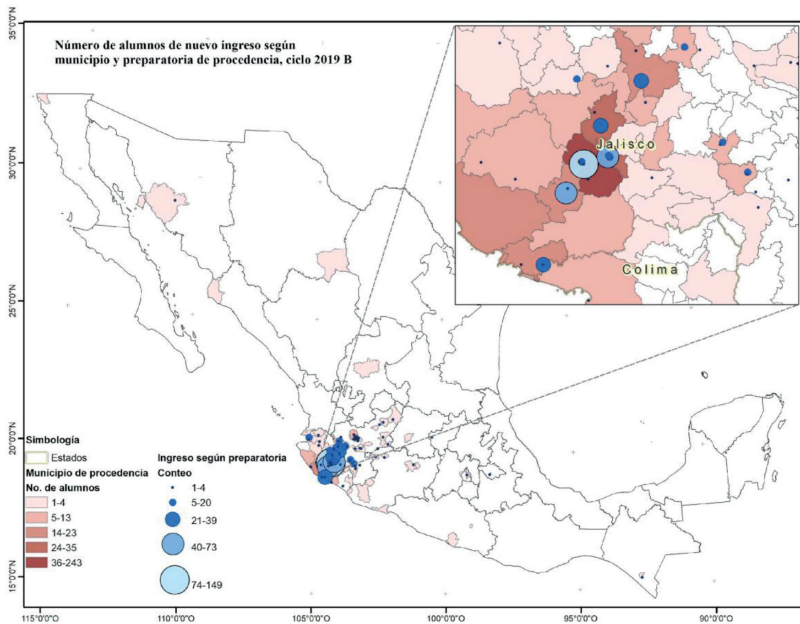 Número de alumnos de nuevo ingreso según
municipio y preparatoria de procedencia, ciclo 2019 B
Jalisco
Colima
35°0'0"N
30°0'0"N
25°0'0"N
20°0'0"N
15°0'0"N
Simbología
Estados
Municipio de procedencia
No. de alumnos
1-4
5-13
14-23
24-35
36-243
Ingreso según preparatoria
Conteo
1-4
5-20
21-39
40-73
74-149
115°0'0"O
110°0'0"O
105°0'0"O
100°0'0"O
95°0'0"O
90°0'0"O